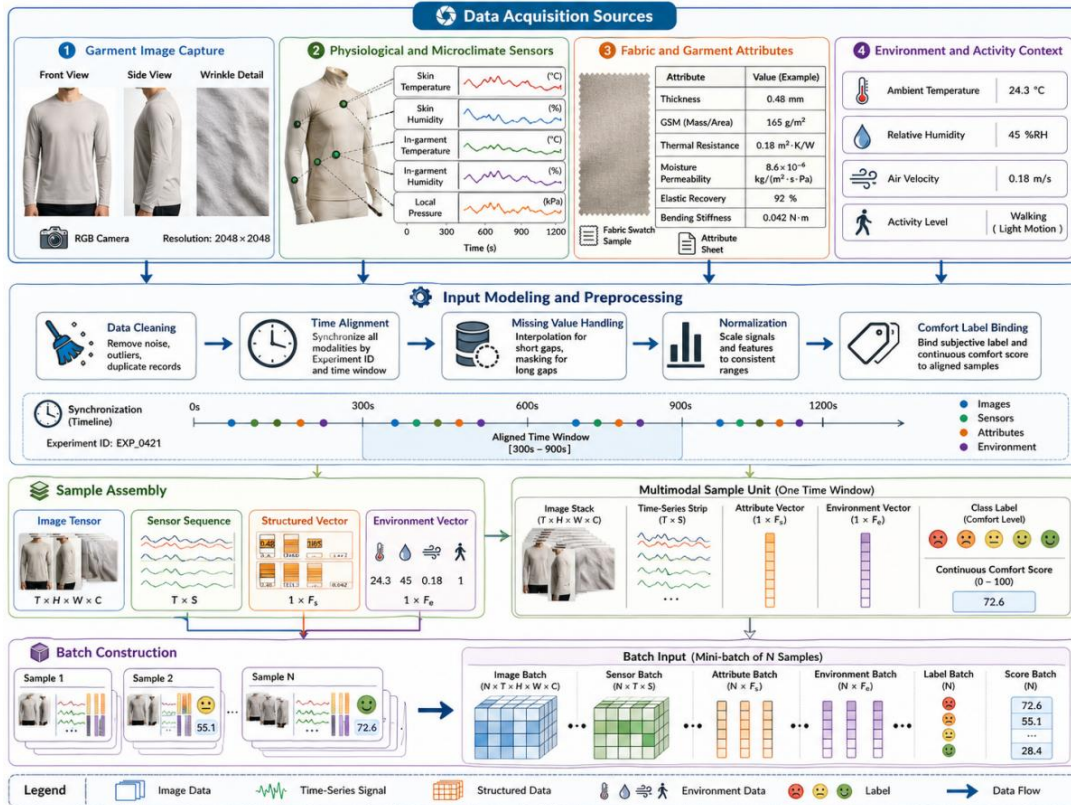 Data Acquisition Sources
1 Garment Image Capture
Front View Side View Wrinkle Detail
RGB Camera Resolution: 2048 × 2048
2 Physiological and Microclimate Sensors
Skin Temperature (°C)
Skin Humidity (%)
In-garment Temperature (°C)
In-garment Humidity (%)
Local Pressure (kPa)
0 300 600 900 1200
Time (s)
3 Fabric and Garment Attributes
Attribute Value (Example)
Thickness 0.48 mm
GSM (Mass/Area) 165 g/m²
Thermal Resistance 0.18 m²·K/W
Moisture Permeability 8.6×10⁻⁶ kg/(m²·s·Pa)
Elastic Recovery 92 %
Bending Stiffness 0.042 N·m
Fabric Swatch Sample
Attribute Sheet
4 Environment and Activity Context
Ambient Temperature 24.3 °C
Relative Humidity 45 %RH
Air Velocity 0.18 m/s
Activity Level Walking
( Light Motion )
Input Modeling and Preprocessing
Data Cleaning
Remove noise,
outliers,
duplicate records
Time Alignment
Synchronize all
modalities by
Experiment ID
and time window
Missing Value Handling
Interpolation for
short gaps,
masking for
long gaps
Normalization
Scale signals
and features
to consistent
ranges
Comfort Label Binding
Bind subjective label and
continuous comfort score
to aligned samples
Synchronization
(Timeline)
Experiment ID: EXP_0421
0s 300s 600s 900s 1200s
Aligned Time Window
[300s – 900s]
Images
Sensors
Attributes
Environment
Sample Assembly
Image Tensor
T × H × W × C
Sensor Sequence
T × S
Structured Vector
1 × Fs
Environment Vector
24.3 45 0.18 1
1 × Fe
Multimodal Sample Unit (One Time Window)
Image Stack
(T × H × W × C)
Time-Series Strip
(T × S)
...
Attribute Vector
(1 × Fs)
Environment Vector
(1 × Fe)
Class Label
(Comfort Level)
Continuous Comfort Score
(0 – 100)
72.6
Batch Construction
Sample 1
...
Sample 2
...
55.1
...
Sample N
...
72.6
Batch Input (Mini-batch of N Samples)
Image Batch
(N × T × H × W × C)
Sensor Batch
(N × T × S)
Attribute Batch
(N × Fs)
Environment Batch
(N × Fe)
Label Batch
(N)
Score Batch
(N)
72.6
55.1
...
28.4
Legend Image Data Time-Series Signal Structured Data Environment Data Label Data Flow